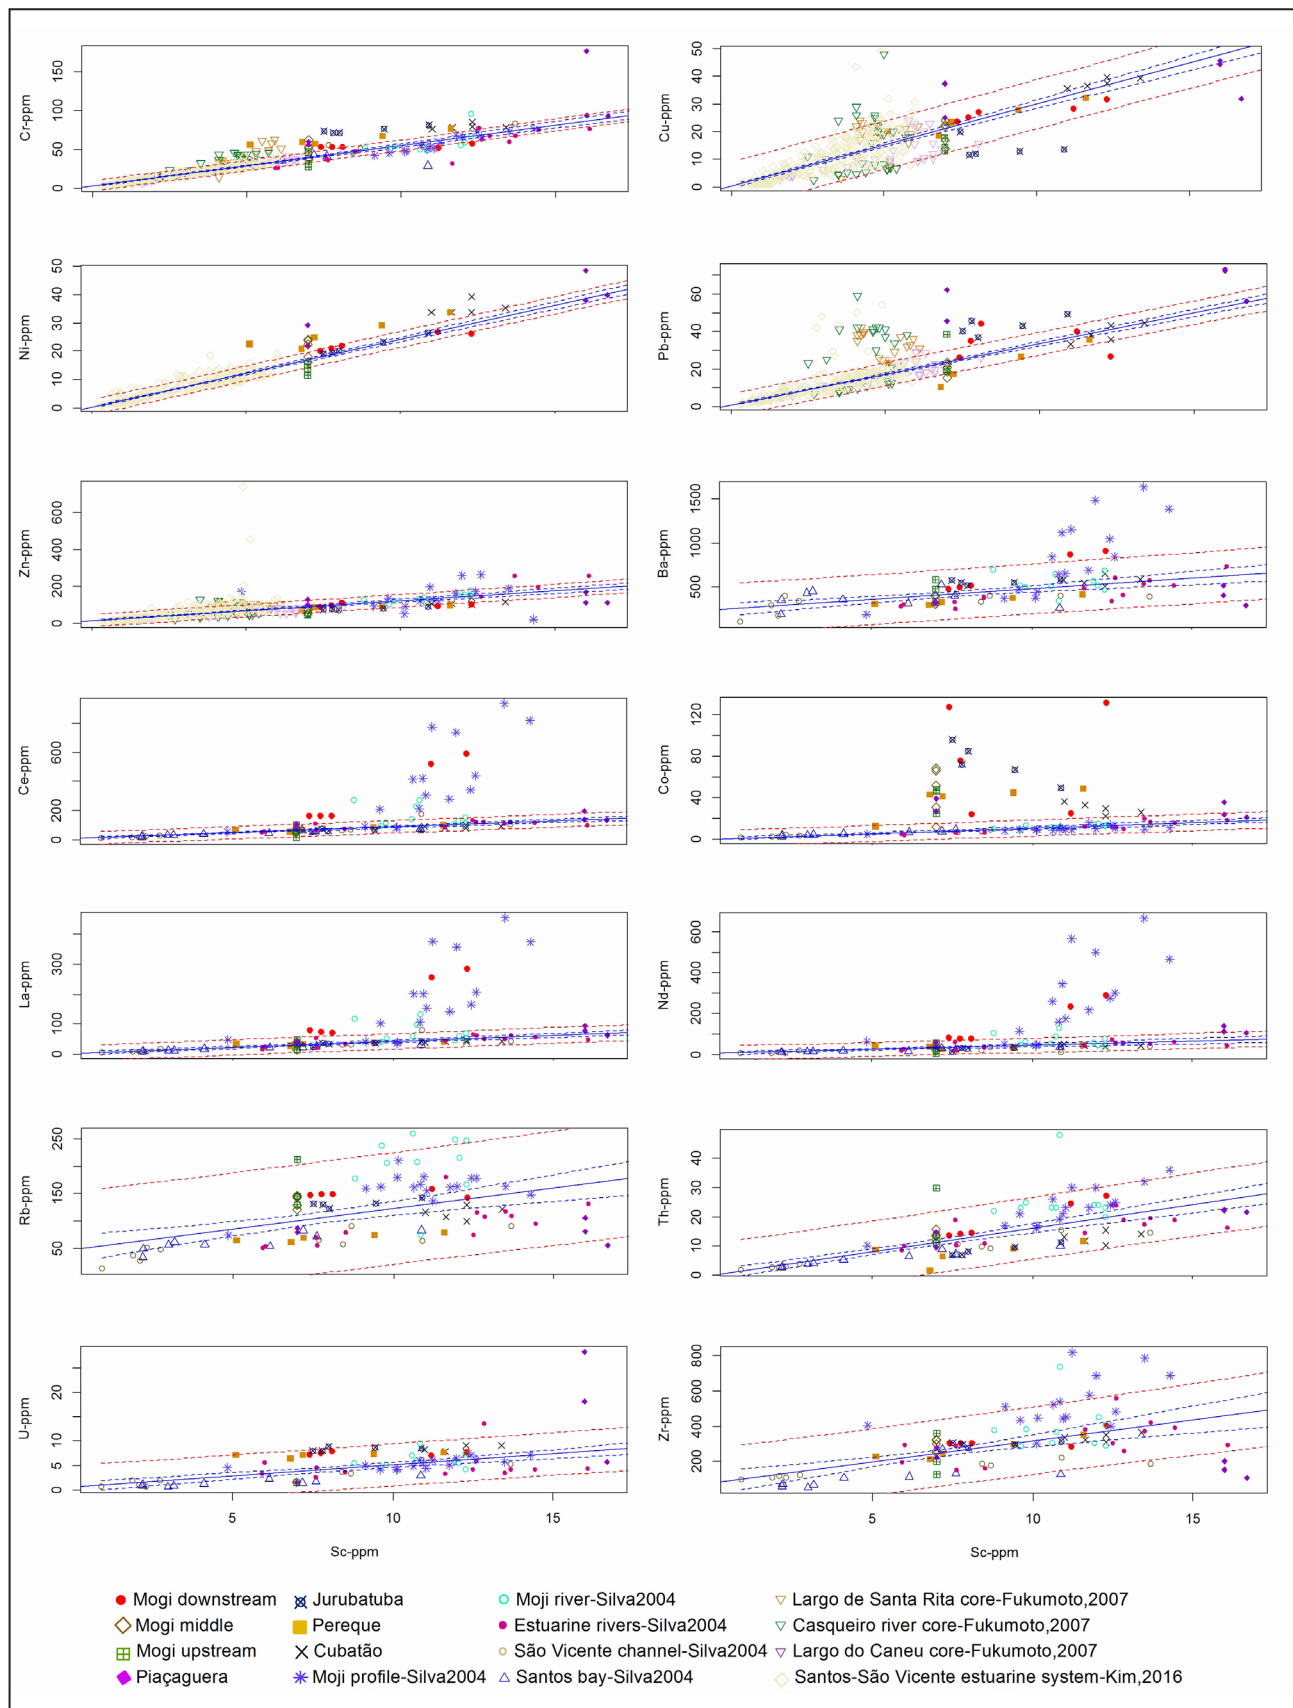 Cr-ppm
150
100
50
0
Cu-ppm
50
40
30
20
10
0
Ni-ppm
50
40
30
20
10
0
Pb-ppm
60
40
20
0
Zn-ppm
600
400
200
0
Ba-ppm
1500
1000
500
Ce-ppm
600
200
0
Co-ppm
120
80
40
0
La-ppm
300
100
0
Nd-ppm
600
400
200
0
Rb-ppm
250
150
50
Th-ppm
40
30
20
10
0
U-ppm
20
10
5
0
5 10 15
Sc-ppm
Zr-ppm
800
600
400
200
5 10 15
Sc-ppm
Mogi downstream Jurubatuba Moji river-Silva2004 Largo de Santa Rita core-Fukumoto,2007
Mogi middle Pereque Estuarine rivers-Silva2004 Casqueiro river core-Fukumoto,2007
Mogi upstream Cubatão São Vicente channel-Silva2004 Largo do Caneu core-Fukumoto,2007
Piaçaguera Moji profile-Silva2004 Santos bay-Silva2004 Santos-São Vicente estuarine system-Kim,2016